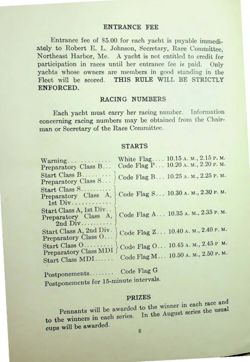 ENTRANCE FEE
Entrance fee of $5.00 for each yacht is payable immedi-
ately to Robert E. L. Johnson, Secretary, Race Committee,
Northeast Harbor, Me. A yacht is not entitled to credit for
participation in races until her entrance fee is paid. Only
yachts whose owners are members in good standing in the
Fleet will be scored. THIS RULE WILL BE STRICTLY
ENFORCED.
RACING NUMBERS
Each yacht must carry her racing number. Information
concerning racing numbers may be obtained from the Chair-
man or Secretary of the Race Committee.
STARTS
Warning White Flag 10.15 A. M., 2.15 P. M.
Preparatory Class B Code Flag P 10.20 A. M., 2.20 P. M.
Start Class B
Preparatory Class S Code Flag B 10.25 A. M., 2.25 P. M.
Start Class S
Preparatory Class A, Code Flag S 10.30 A. M., 2.30 P. M.
1st Div.
Start Class A, 1st Div.
Preparatory Class A, Code Flag A 10.35 A. M., 2.35 P. M.
2nd Div.
Start Class A, 2nd Div.
Preparatory Class O Code Flag Z 10.40 A. M., 2.40 P. M.
Start Class O
Preparatory Class MDI Code Flag O 10.45 A. M., 2.45 P. M.
Start Class MDI Code Flag M 10.50 A. M., 2.50 P. M.
Postponements Code Flag G
Postponements for 15-minute intervals.
PRIZES
Pennants will be awarded to the winner in each race and
to the winners in each series. In the August series the usual
cups will be awarded.